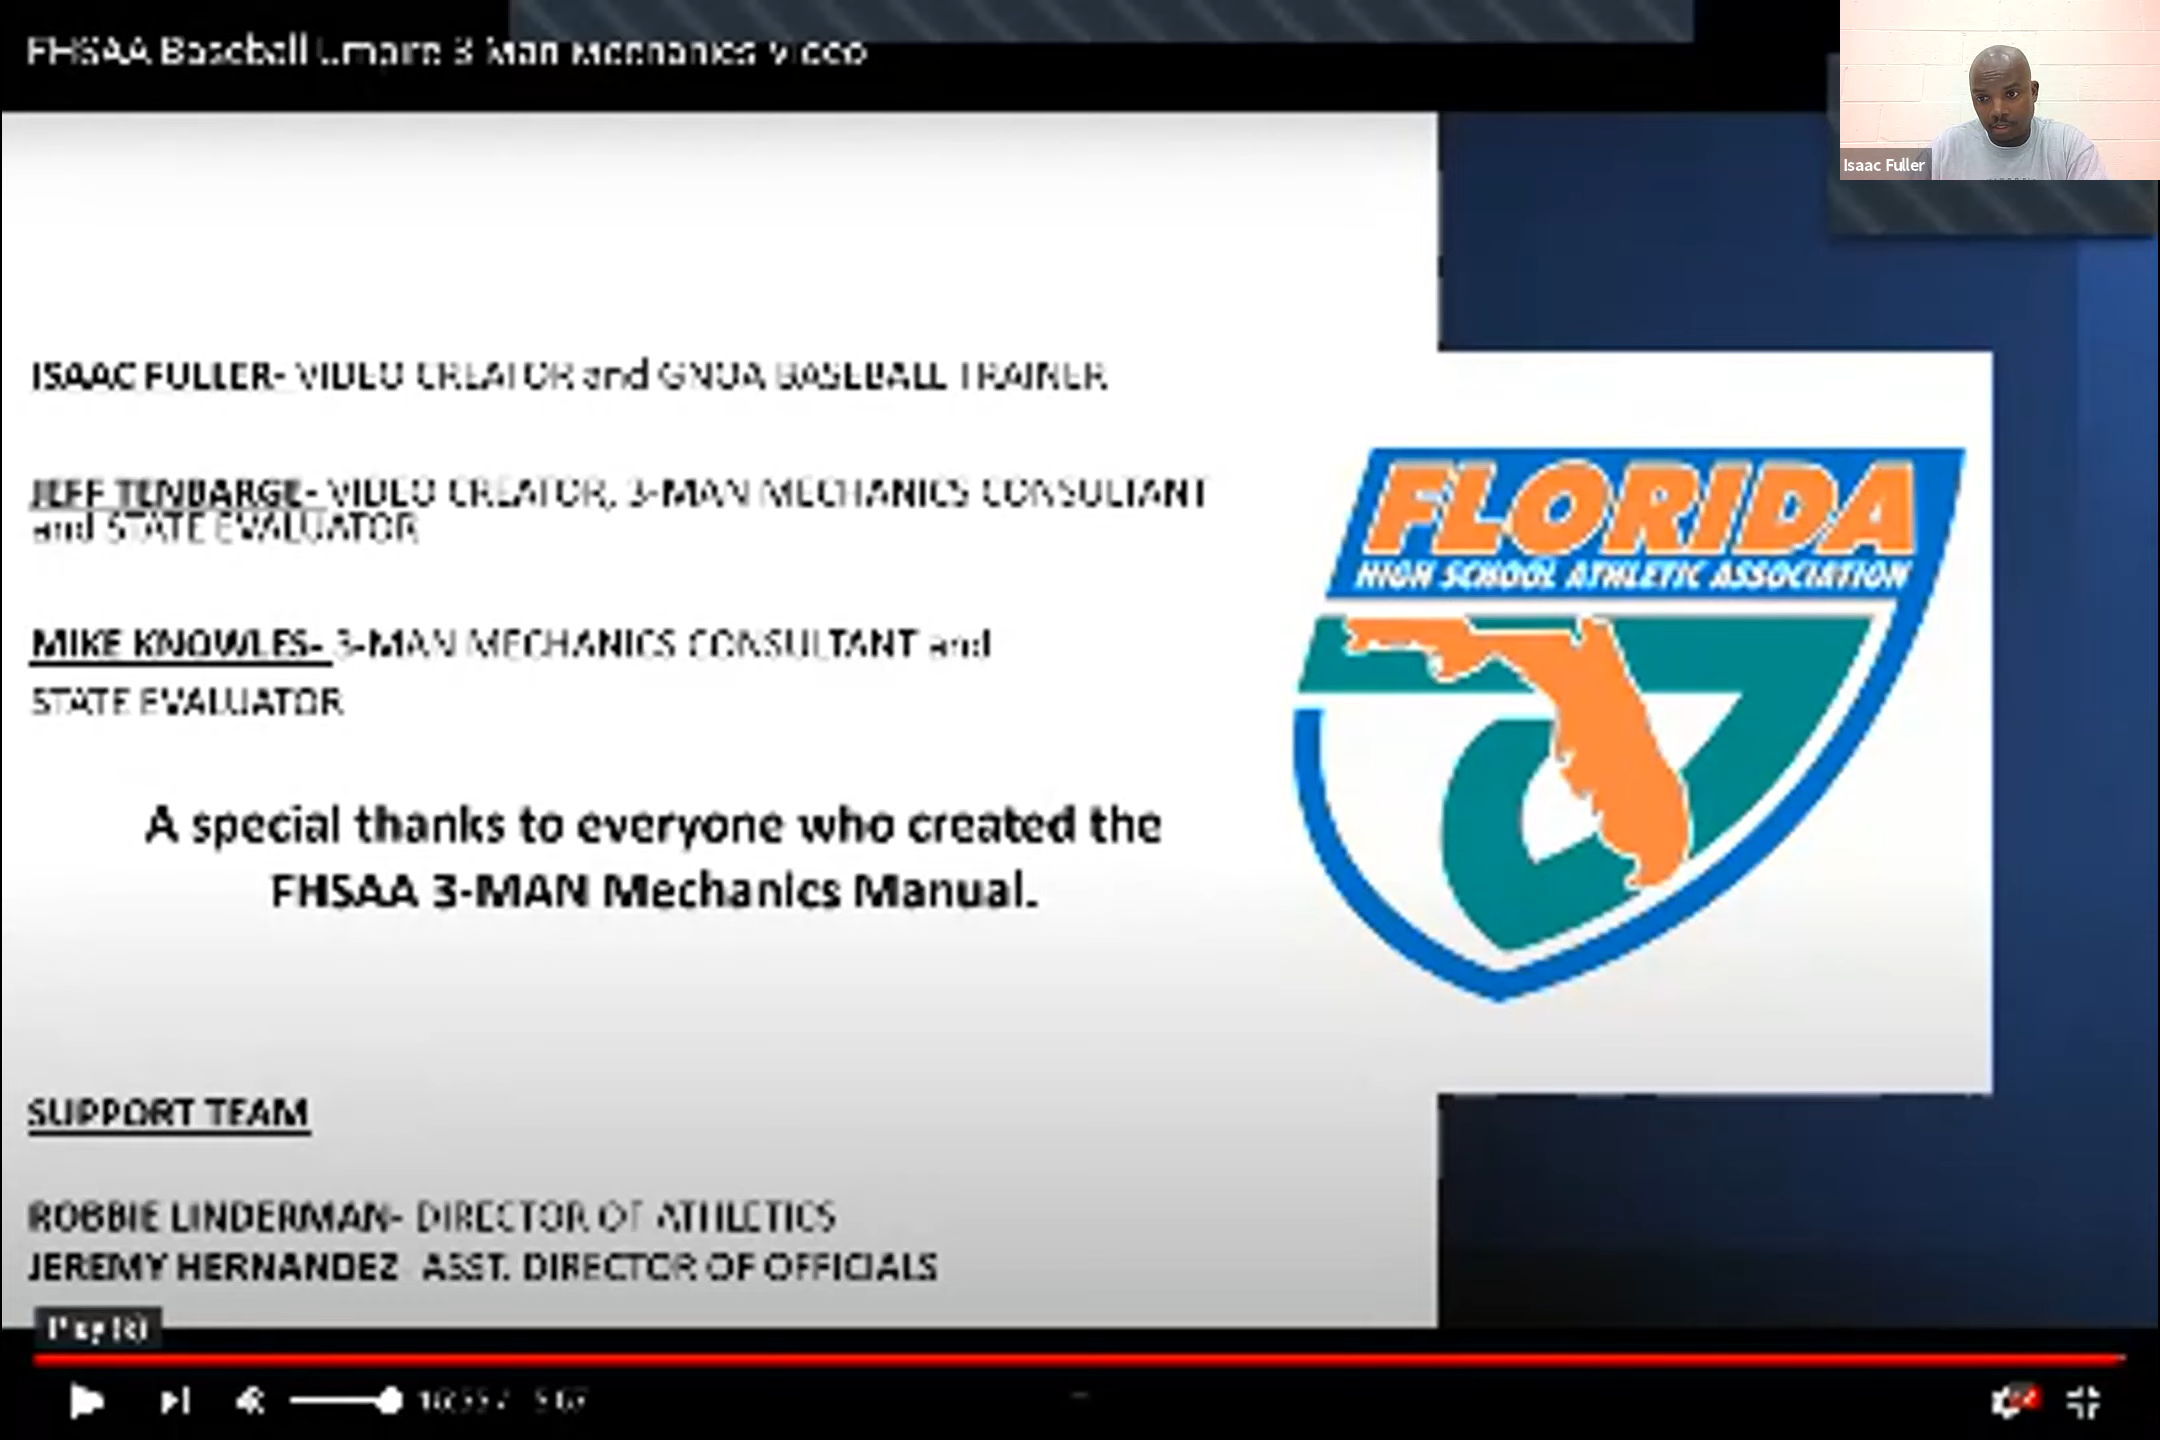 FHSAA Baseball Umpire 3 Man Mechanics Video
Isaac Fuller
ISAAC FULLER- VIDEO CREATOR and GNOA BASEBALL TRAINER
JEFF TENBARGE- VIDEO CREATOR, 3-MAN MECHANICS CONSULTANT
and STATE EVALUATOR
MIKE KNOWLES- 3-MAN MECHANICS CONSULTANT and
STATE EVALUATOR
A special thanks to everyone who created the
FHSAA 3-MAN Mechanics Manual.
FLORIDA
HIGH SCHOOL ATHLETIC ASSOCIATION
SUPPORT TEAM
ROBBIE LINDERMAN- DIRECTOR OF ATHLETICS
JEREMY HERNANDEZ ASST. DIRECTOR OF OFFICIALS
Play (k)